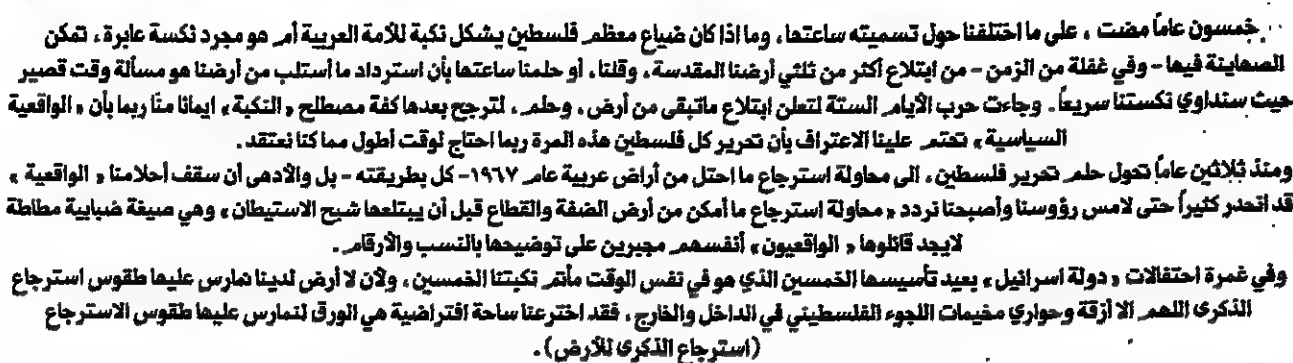 خمسون عاماً مضت ، على ما اختلفنا حول تسميته ساعتها ، وما اذا كان ضياع معظم فلسطين يشكل نكبة للأمة العربية أم هو مجرد نكسة عابرة ، تمكن
الصهاينة فيها - وفي غفلة من الزمن - من ابتلاع أكثر من ثلثي أرضنا المقدسة ، وقلنا ، أو حلمنا ساعتها بأن استرداد ما أستلب من أرضنا هو مسألة وقت قصير
حيث سنداوي نكستنا سريعاً . وجاءت حرب الأيام الستة لتعلن ابتلاع ماتبقى من أرض ، وحلم ، لترجح بعدها كفة مصطلح « النكبة » ايمانا منّا ربما بأن « الواقعية
السياسية » تحتم علينا الاعتراف بأن تحرير كل فلسطين هذه المرة ربما احتاج لوقت أطول مما كنا نعتقد .
ومنذ ثلاثين عاماً تحول حلم تحرير فلسطين ، الى محاولة استرجاع ما احتل من أراض عربية عام ١٩٦٧- كل بطريقته - بل والأدهى أن سقف أحلامنا « الواقعية »
قد انحدر كثيراً حتى لامس رؤوسنا وأصبحنا نردد « محاولة استرجاع ما أمكن من أرض الضفة والقطاع قبل أن يبتلعها شبح الاستيطان » وهي صيغة ضبابية مطاطة
لايجد قائلوها « الواقعيون » أنفسهم مجبرين على توضيحها بالنسب والأرقام .
وفي غمرة احتفالات « دولة اسرائيل » بعيد تأسيسها الخمسين الذي هو في نفس الوقت مأتم نكبتنا الخمسين ، ولأن لا أرض لدينا نمارس عليها طقوس استرجاع
الذكرى اللهم الا أزقة وحواري مخيمات اللجوء الفلسطيني في الداخل والخارج ، فقد اخترعنا ساحة افتراضية هي الورق لنمارس عليها طقوس الاسترجاع
(استرجاع الذكرى للأرض) .